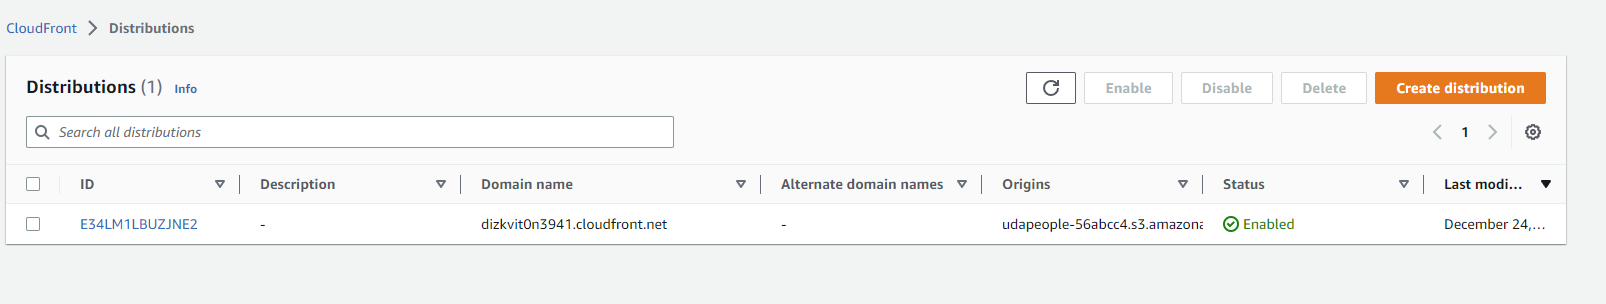 CloudFront Distributions
Distributions (1) Info
Enable Disable Delete Create distribution
Search all distributions
1
ID Description Domain name Alternate domain names Origins Status Last modi...
E34LM1LBUZJNE2 - dizkvit0n3941.cloudfront.net - udapeople-56abcc4.s3.amazona Enabled December 24,...